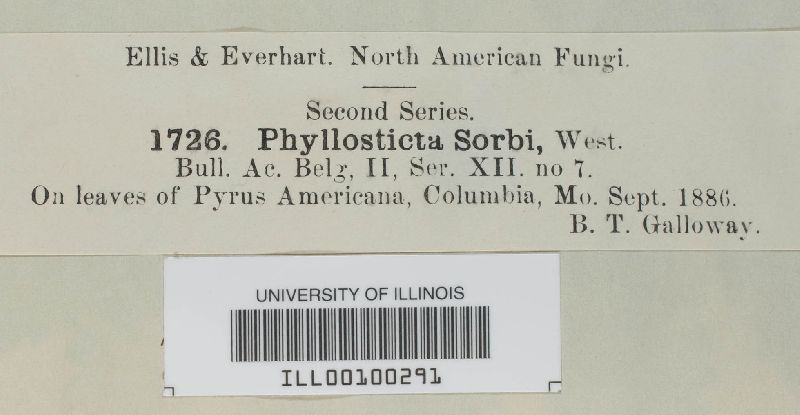 Ellis & Everhart. North American Fungi.
Second Series.
1726. Phyllosticta Sorbi, West.
Bull. Ac. Belg, II, Ser. XII. no 7.
On leaves of Pyrus Americana, Columbia, Mo. Sept. 1886.
B. T. Galloway.
UNIVERSITY OF ILLINOIS
ILL00100291